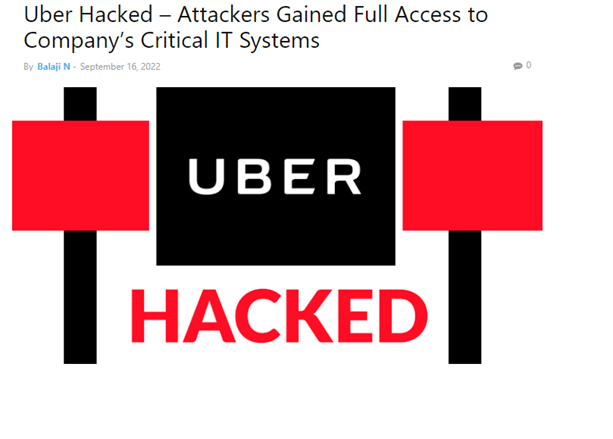 Uber Hacked – Attackers Gained Full Access to
Company’s Critical IT Systems
By Balaji N - September 16, 2022
0
UBER
HACKED